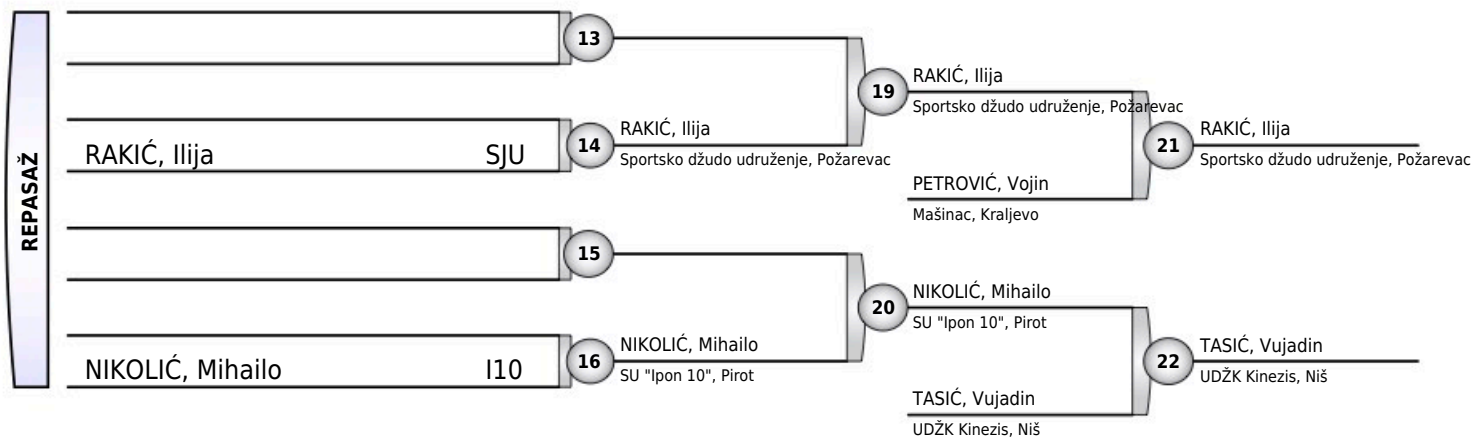 REPASAŽ
13
RAKIĆ, Ilija SJU
14
RAKIĆ, Ilija
Sportsko džudo udruženje, Požarevac
19
RAKIĆ, Ilija
Sportsko džudo udruženje, Požarevac
PETROVIĆ, Vojin
Mašinac, Kraljevo
21
RAKIĆ, Ilija
Sportsko džudo udruženje, Požarevac
15
NIKOLIĆ, Mihailo I10
16
NIKOLIĆ, Mihailo
SU "Ipon 10", Pirot
20
NIKOLIĆ, Mihailo
SU "Ipon 10", Pirot
TASIĆ, Vujadin
UDŽK Kinezis, Niš
22
TASIĆ, Vujadin
UDŽK Kinezis, Niš